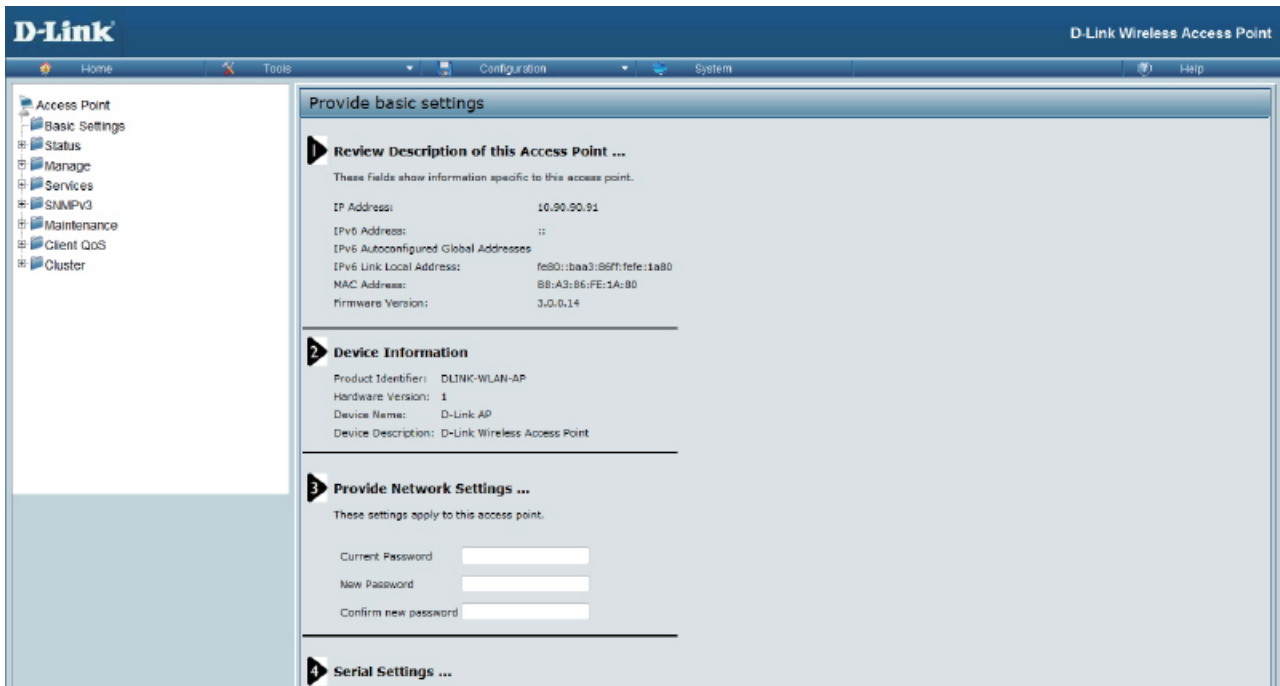 D-Link
D-Link Wireless Access Point
Home Tools Configuration System Help
Access Point
Basic Settings
Status
Manage
Services
SNMPv3
Maintenance
Client QoS
Cluster
Provide basic settings
1 Review Description of this Access Point ...
These fields show information specific to this access point.
IP Address: 10.90.90.91
IPv6 Address: ::
IPv6 Autoconfigured Global Addresses
IPv6 Link Local Address: fe80::baa3:86ff:fefe:1a80
MAC Address: B8:A3:86:FE:1A:80
Firmware Version: 3.0.0.14
2 Device Information
Product Identifier: DLINK-WLAN-AP
Hardware Version: 1
Device Name: D-Link AP
Device Description: D-Link Wireless Access Point
3 Provide Network Settings ...
These settings apply to this access point.
Current Password
New Password
Confirm new password
4 Serial Settings ...